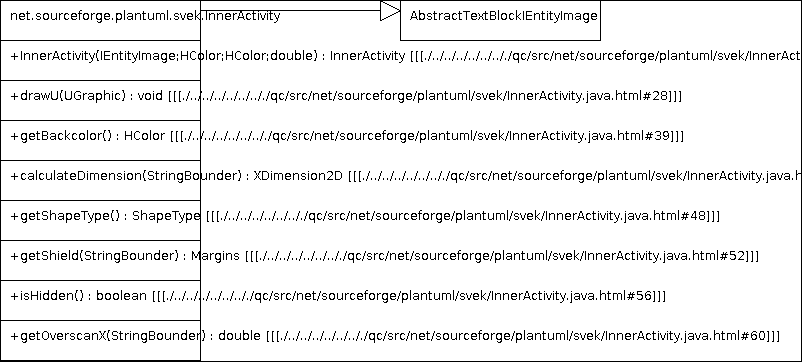 net.sourceforge.plantuml.svek.InnerActivity
AbstractTextBlockIEntityImage
+InnerActivity(IEntityImage;HColor;HColor;double) : InnerActivity [[[./../../../../../../../qc/src/net/sourceforge/plantuml/svek/InnerAct
+drawU(UGraphic) : void [[[./../../../../../../../qc/src/net/sourceforge/plantuml/svek/InnerActivity.java.html#28]]]
+getBackcolor() : HColor [[[./../../../../../../../qc/src/net/sourceforge/plantuml/svek/InnerActivity.java.html#39]]]
+calculateDimension(StringBounder) : XDimension2D [[[./../../../../../../../qc/src/net/sourceforge/plantuml/svek/InnerActivity.java.h
+getShapeType() : ShapeType [[[./../../../../../../../qc/src/net/sourceforge/plantuml/svek/InnerActivity.java.html#48]]]
+getShield(StringBounder) : Margins [[[./../../../../../../../qc/src/net/sourceforge/plantuml/svek/InnerActivity.java.html#52]]]
+isHidden() : boolean [[[./../../../../../../../qc/src/net/sourceforge/plantuml/svek/InnerActivity.java.html#56]]]
+getOverscanX(StringBounder) : double [[[./../../../../../../../qc/src/net/sourceforge/plantuml/svek/InnerActivity.java.html#60]]]